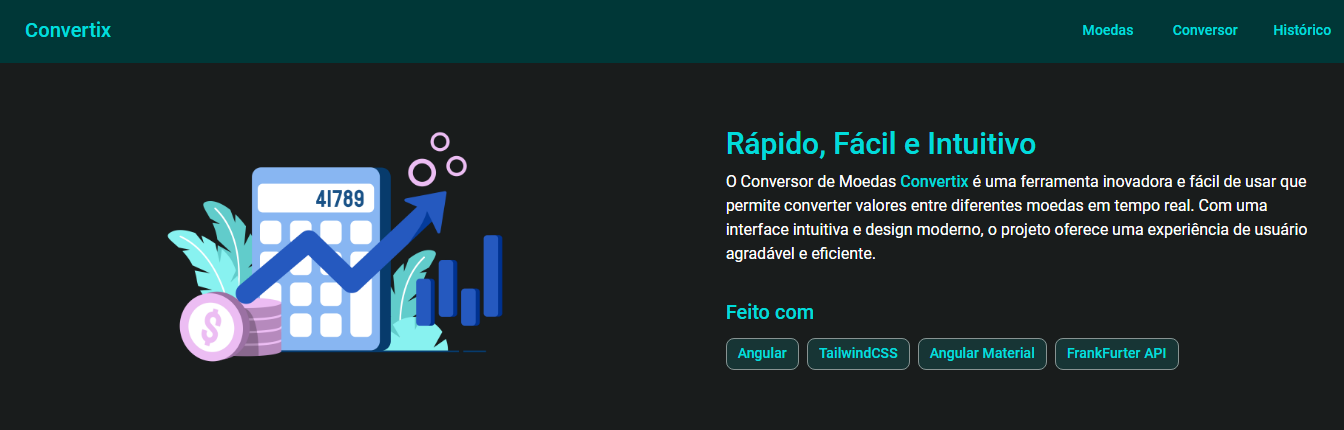 Convertix
Moedas
Conversor
Histórico
41789
Rápido, Fácil e Intuitivo
O Conversor de Moedas Convertix é uma ferramenta inovadora e fácil de usar que
permite converter valores entre diferentes moedas em tempo real. Com uma
interface intuitiva e design moderno, o projeto oferece uma experiência de usuário
agradável e eficiente.
$
Feito com
Angular
TailwindCSS
Angular Material
FrankFurter API